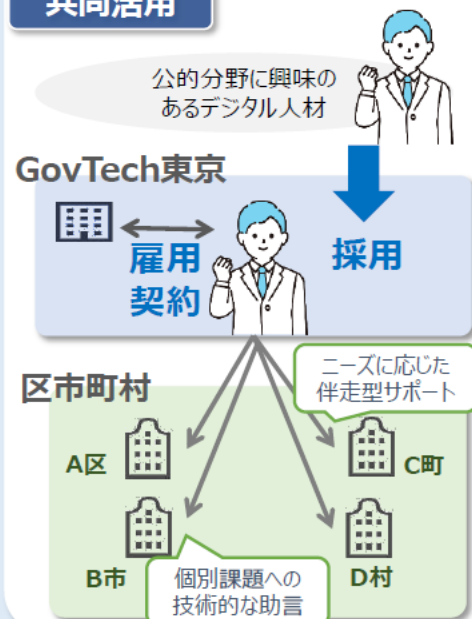 共同活用
公的分野に興味の
あるデジタル人材
GovTech東京
雇用
契約
採用
ニーズに応じた
伴走型サポート
区市町村
A区
C町
B市
D村
個別課題への
技術的な助言